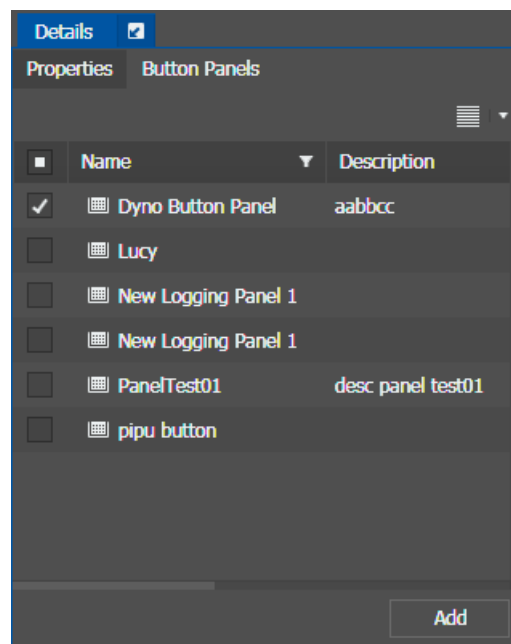 Details
Properties Button Panels
Name Description
Dyno Button Panel aabbcc
Lucy
New Logging Panel 1
New Logging Panel 1
PanelTest01 desc panel test01
pipu button
Add